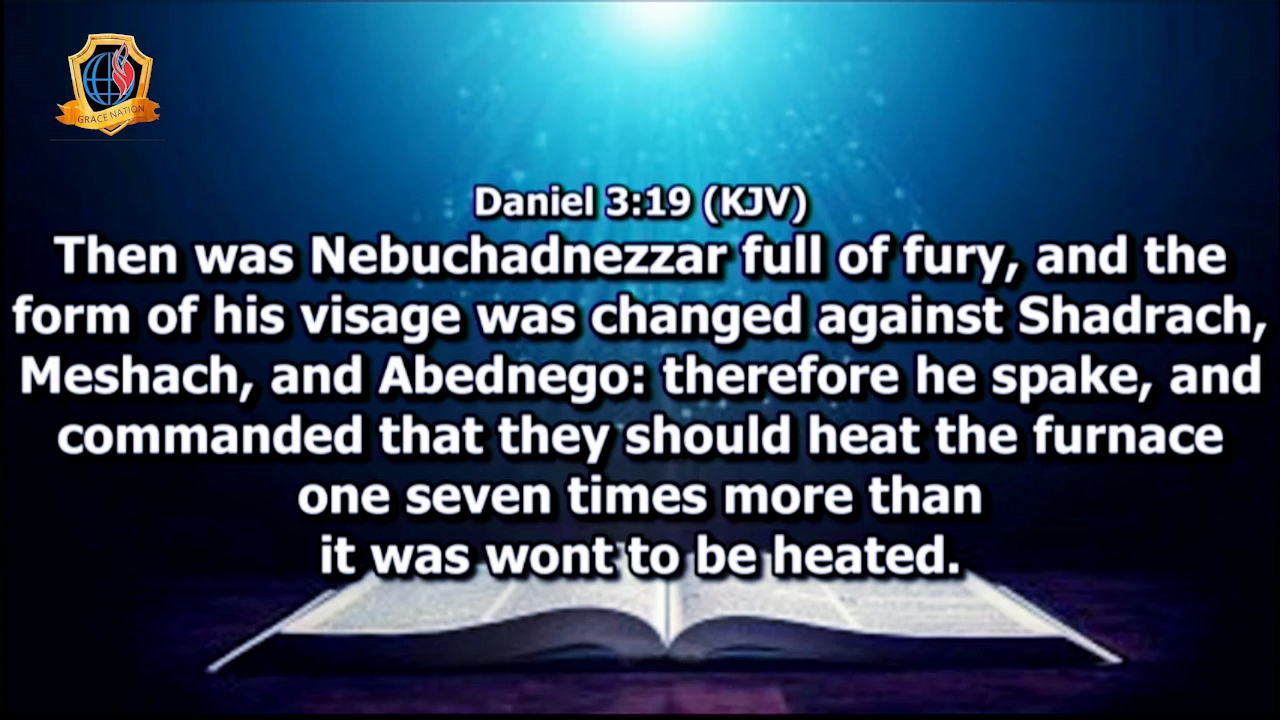 GRACE NATION
Daniel 3:19 (KJV)
Then was Nebuchadnezzar full of fury, and the
form of his visage was changed against Shadrach,
Meshach, and Abednego: therefore he spake, and
commanded that they should heat the furnace
one seven times more than
it was wont to be heated.